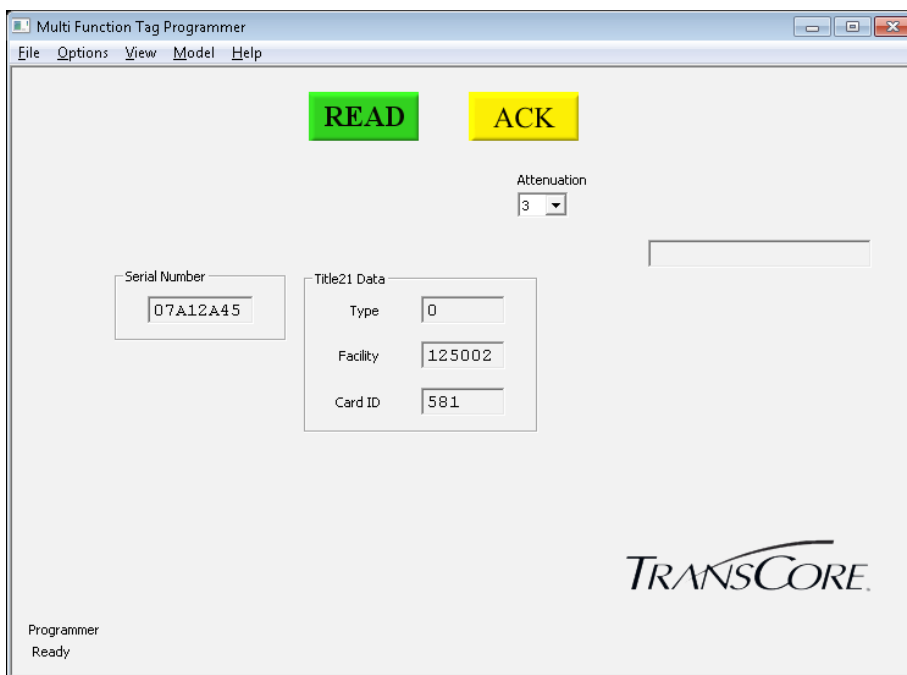 Multi Function Tag Programmer
File Options View Model Help
READ ACK
Attenuation
3
Serial Number
07A12A45
Title21 Data
Type 0
Facility 125002
Card ID 581
TRANSCORE.
Programmer
Ready